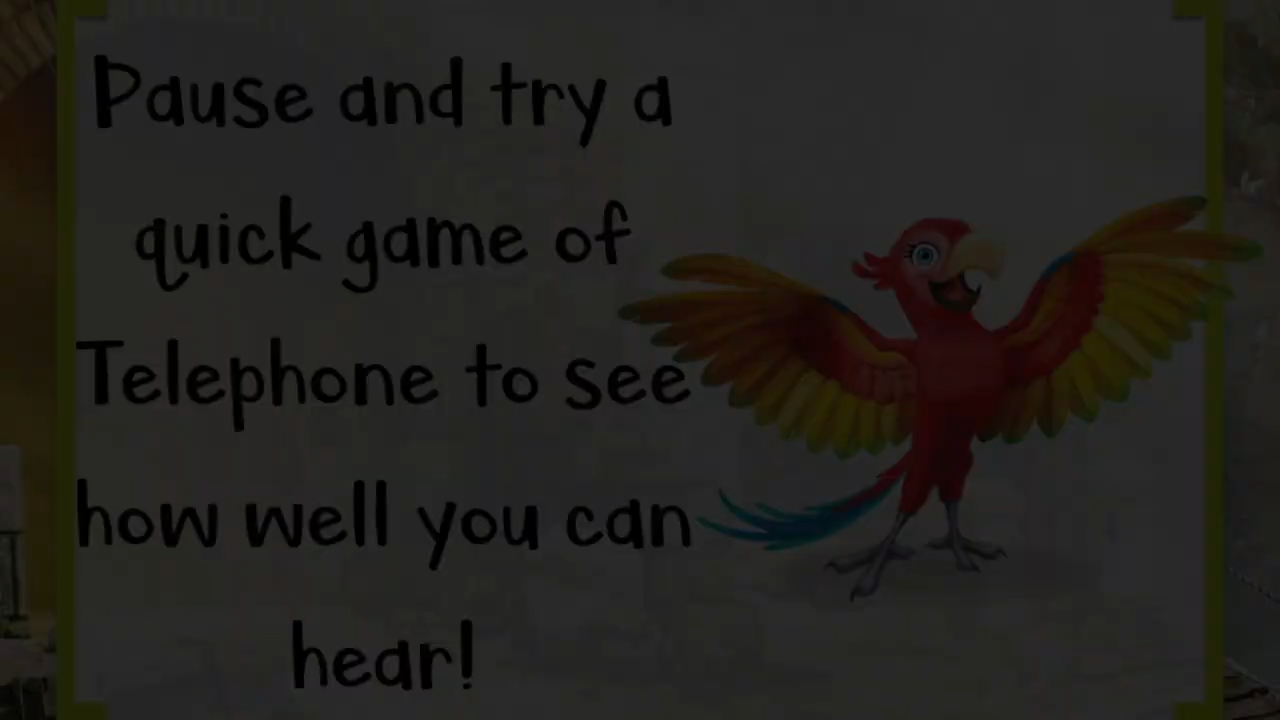 Pause and try a
quick game of
Telephone to see
how well you can
hear!